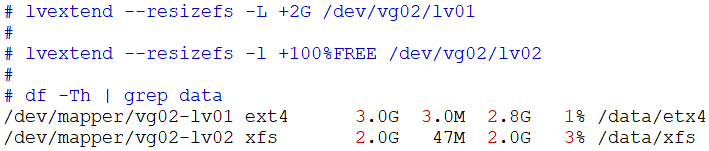 # lvextend --resizefs -L +2G /dev/vg02/lv01
#
# lvextend --resizefs -l +100%FREE /dev/vg02/lv02
#
# df -Th | grep data
/dev/mapper/vg02-lv01 ext4 3.0G 3.0M 2.8G 1% /data/etx4
/dev/mapper/vg02-lv02 xfs 2.0G 47M 2.0G 3% /data/xfs